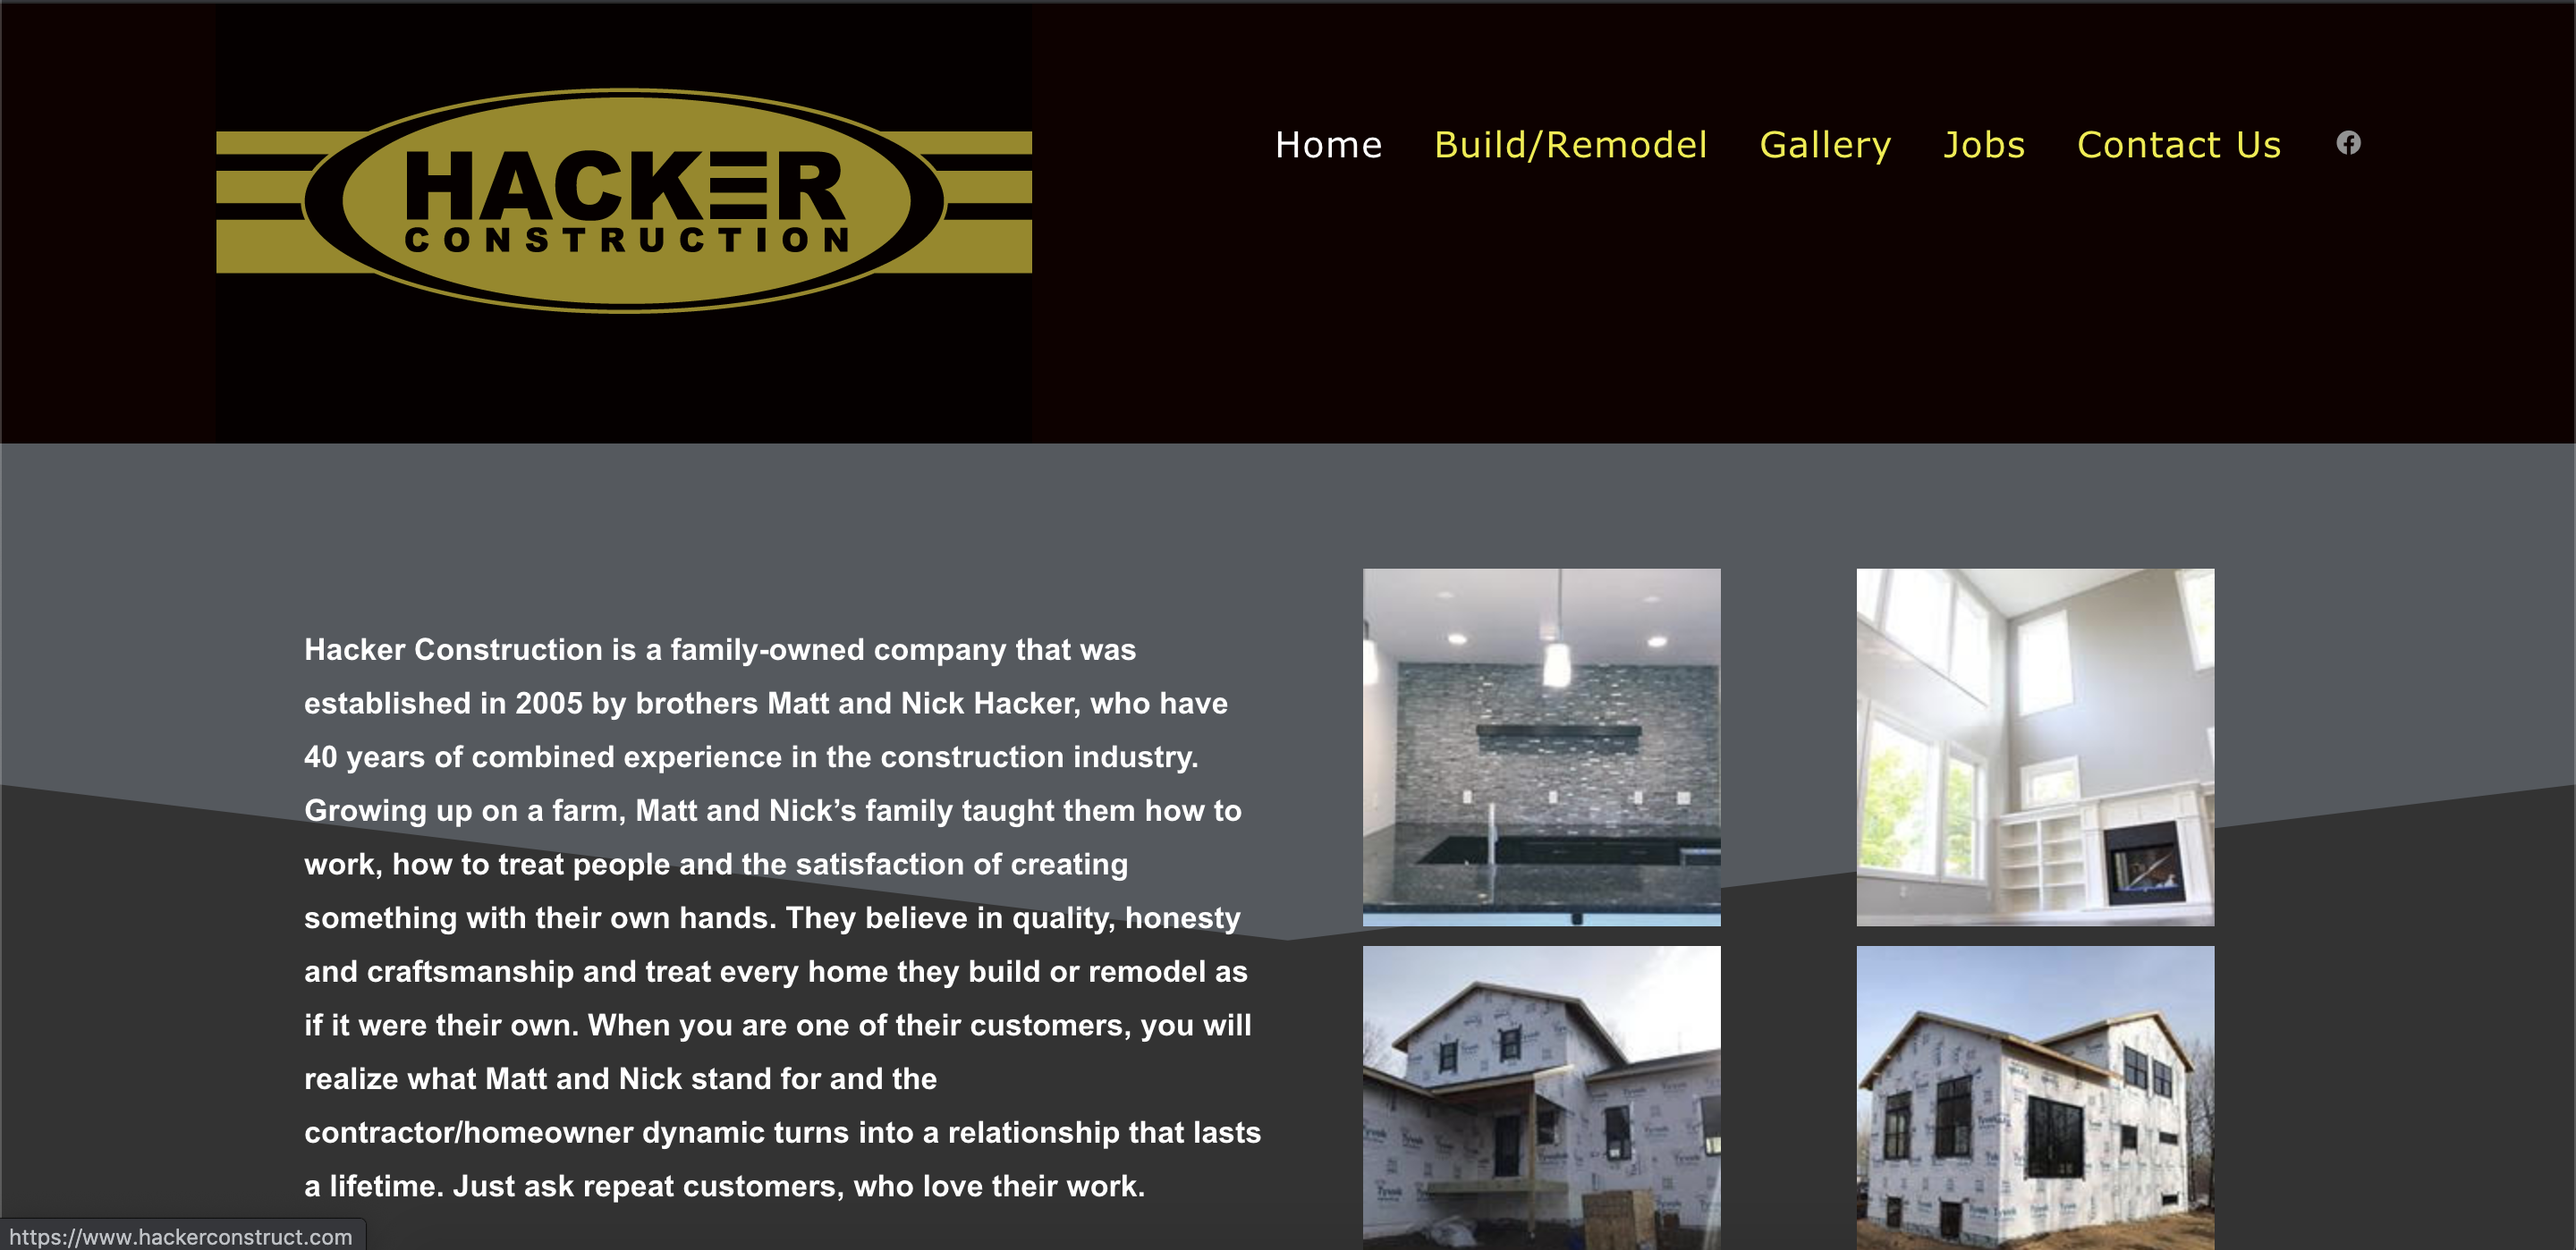 HACKER
CONSTRUCTION
Home Build/Remodel Gallery Jobs Contact Us
Hacker Construction is a family-owned company that was
established in 2005 by brothers Matt and Nick Hacker, who have
40 years of combined experience in the construction industry.
Growing up on a farm, Matt and Nick’s family taught them how to
work, how to treat people and the satisfaction of creating
something with their own hands. They believe in quality, honesty
and craftsmanship and treat every home they build or remodel as
if it were their own. When you are one of their customers, you will
realize what Matt and Nick stand for and the
contractor/homeowner dynamic turns into a relationship that lasts
a lifetime. Just ask repeat customers, who love their work.
https://www.hackerconstruct.com